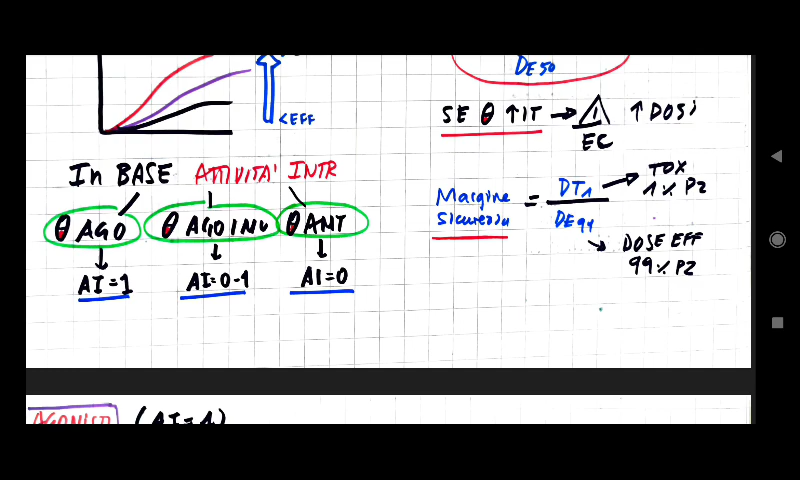 <EFF
In BASE ATTIVITA' INTR
θ AGO
θ AGO INV
θ ANT
AI=1
AI=0-1
AI=0
DE50
SE θ ↑IT → ! ↑ DOSI
EC
Margine = DT1
Sicurezza DE99
TOX
1% PZ
DOSE EFF
99% PZ
AGONISTI (AI=1)